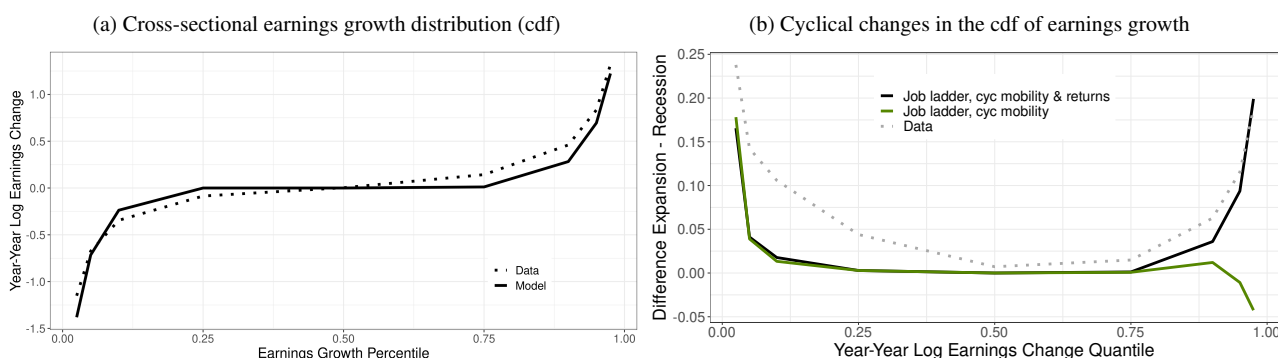 (a) Cross-sectional earnings growth distribution (cdf)
Year-Year Log Earnings Change
1.0
0.5
0.0
-0.5
-1.0
-1.5
Data
Model
0.00
0.25
0.50
0.75
1.00
Earnings Growth Percentile
(b) Cyclical changes in the cdf of earnings growth
Difference Expansion - Recession
0.25
0.20
0.15
0.10
0.05
0.00
-0.05
Job ladder, cyc mobility & returns
Job ladder, cyc mobility
Data
0.00
0.25
0.50
0.75
1.00
Year-Year Log Earnings Change Quantile